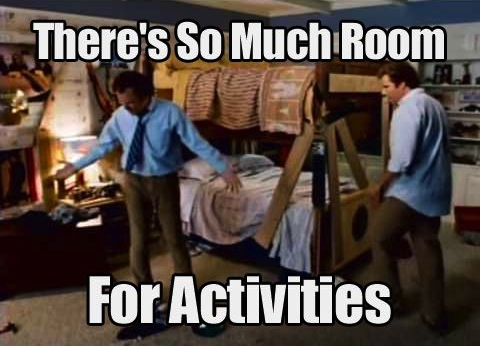 There's So Much Room
For Activities